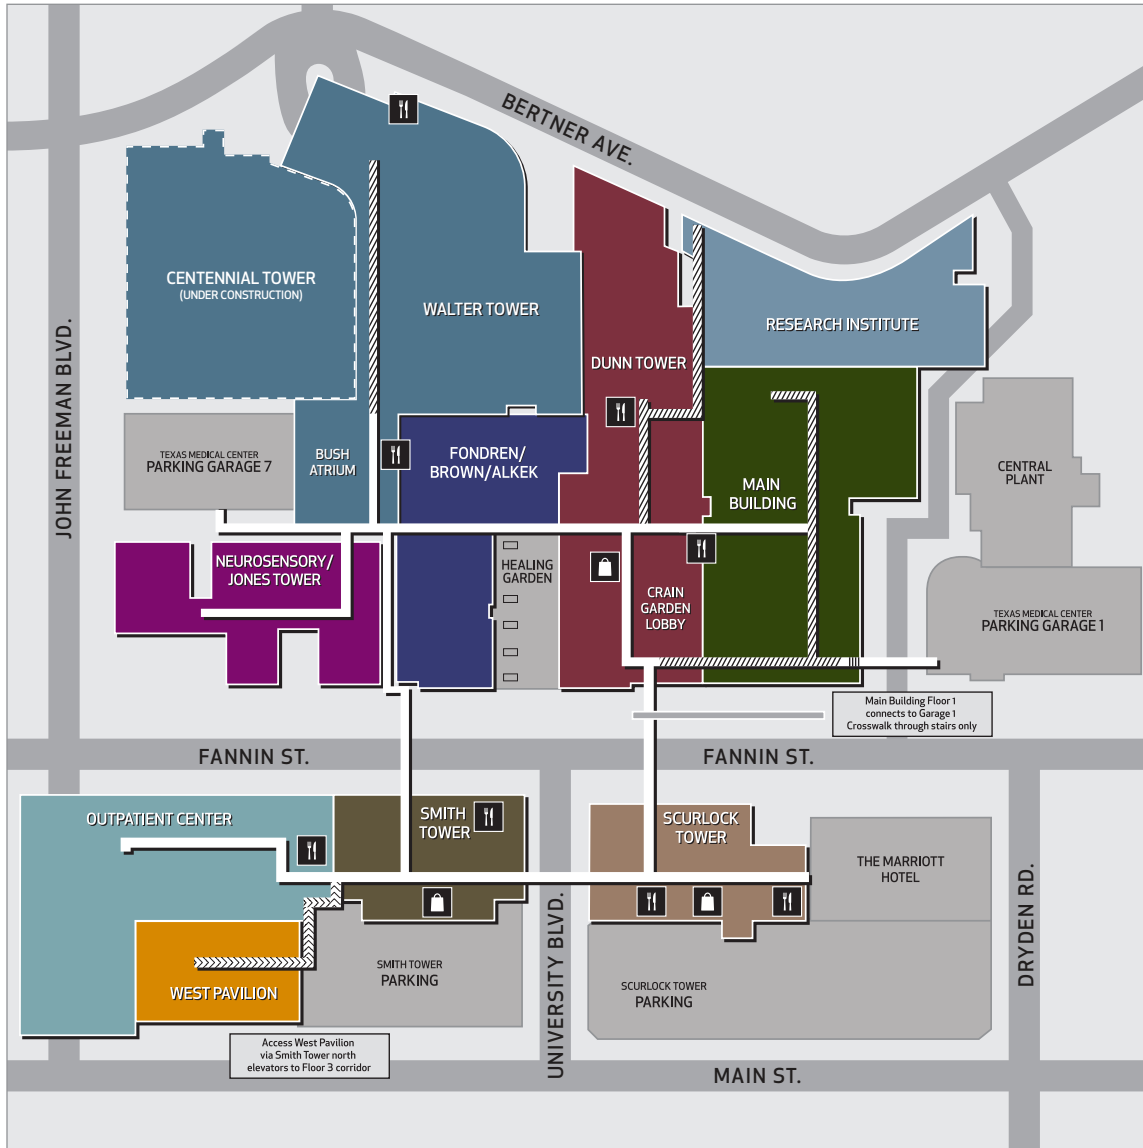 BERTNER AVE.
CENTENNIAL TOWER
(UNDER CONSTRUCTION)
WALTER TOWER
RESEARCH INSTITUTE
DUNN TOWER
JOHN FREEMAN BLVD.
TEXAS MEDICAL CENTER
PARKING GARAGE 7
BUSH
ATRIUM
FONDREN/
BROWN/ALKEK
MAIN
BUILDING
CENTRAL
PLANT
NEUROSENSORY/
JONES TOWER
HEALING
GARDEN
CRAIN
GARDEN
LOBBY
TEXAS MEDICAL CENTER
PARKING GARAGE 1
Main Building Floor 1
connects to Garage 1
Crosswalk through stairs only
FANNIN ST.
FANNIN ST.
OUTPATIENT CENTER
SMITH
TOWER
SCURLOCK
TOWER
THE MARRIOTT
HOTEL
UNIVERSITY BLVD.
DRYDEN RD.
WEST PAVILION
SMITH TOWER
PARKING
SCURLOCK TOWER
PARKING
Access West Pavilion
via Smith Tower north
elevators to Floor 3 corridor
MAIN ST.